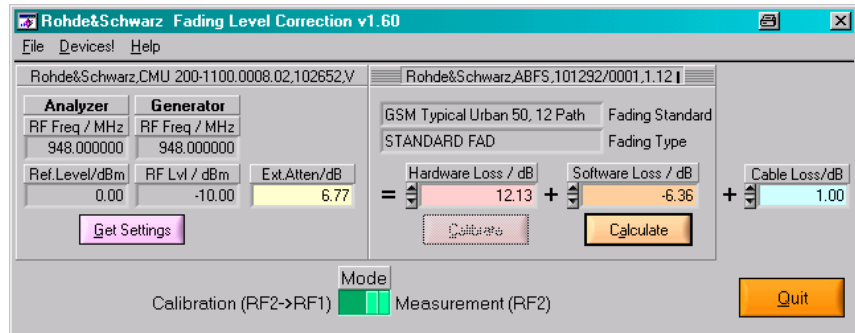 Rohde&Schwarz Fading Level Correction v1.60
File Devices! Help
Rohde&Schwarz,CMU 200-1100.0008.02,102652,V
Rohde&Schwarz,ABFS,101292/0001,1.12
Analyzer Generator
RF Freq / MHz RF Freq / MHz
948.000000 948.000000
Ref.Level/dBm RF Lvl / dBm Ext.Atten/dB
0.00 -10.00 6.77
Get Settings
GSM Typical Urban 50, 12 Path Fading Standard
STANDARD FAD Fading Type
Hardware Loss / dB Software Loss / dB Cable Loss/dB
= 12.13 + -6.36 + 1.00
Calibrate Calculate
Mode
Calibration (RF2->RF1) Measurement (RF2)
Quit